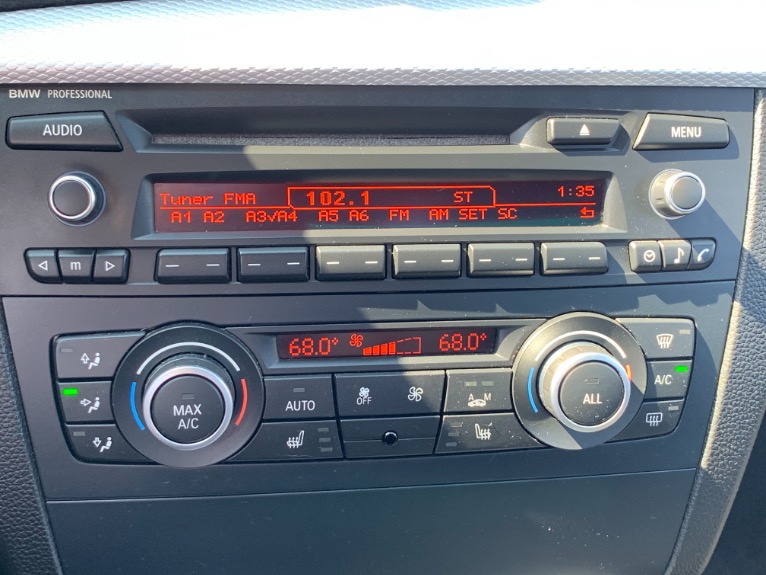 BMW PROFESSIONAL
AUDIO
MENU
Tuner FMA 102.1 ST 1:35
A1 A2 A3√A4 A5 A6 FM AM SET SC
m
68.0° 68.0°
MAX A/C
AUTO
OFF
A M
ALL
A/C